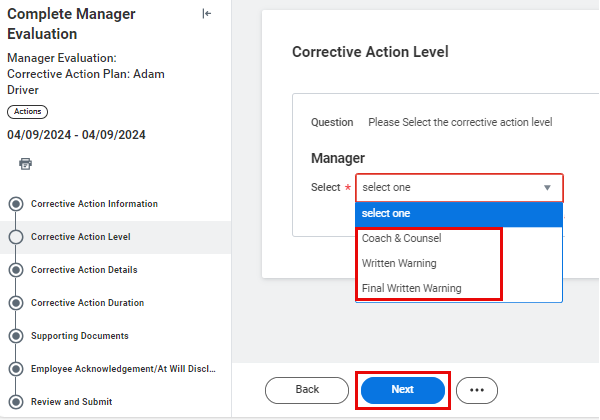 Complete Manager
Evaluation
Manager Evaluation:
Corrective Action Plan: Adam
Driver
Actions
04/09/2024 - 04/09/2024
Corrective Action Information
Corrective Action Level
Corrective Action Details
Corrective Action Duration
Supporting Documents
Employee Acknowledgement/At Will Discl...
Review and Submit
Corrective Action Level
Question Please Select the corrective action level
Manager
Select * select one
select one
Coach & Counsel
Written Warning
Final Written Warning
Back Next